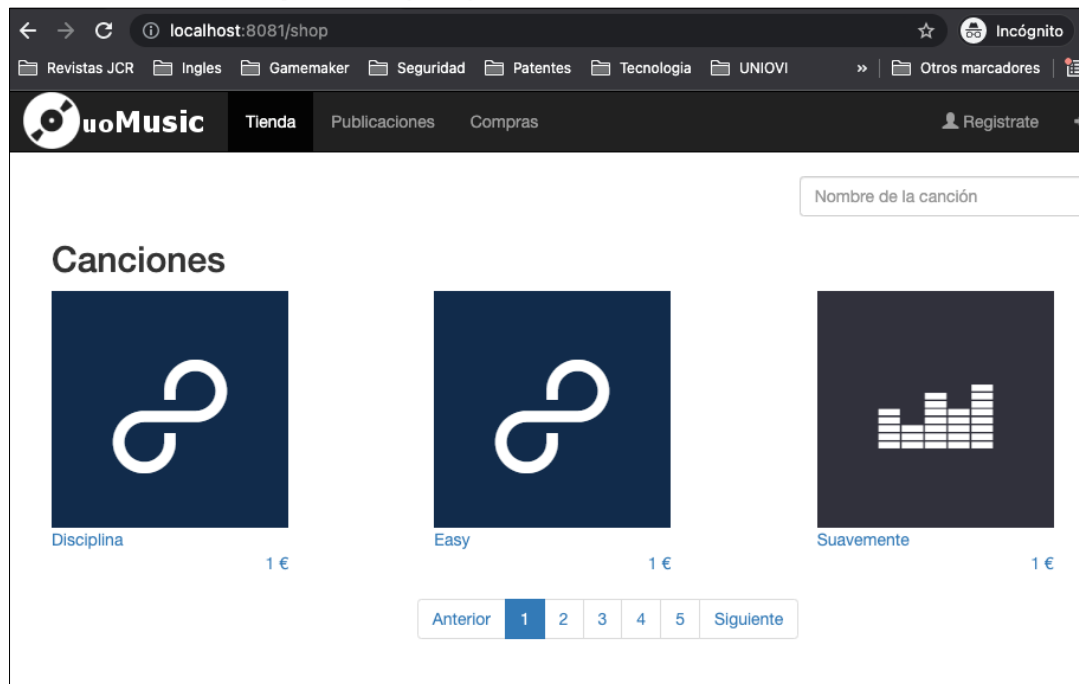 localhost:8081/shop Incógnito
Revistas JCR Ingles Gamemaker Seguridad Patentes Tecnologia UNIOVI » Otros marcadores
uoMusic Tienda Publicaciones Compras Registrate
Nombre de la canción
Canciones
Disciplina Easy Suavemente
1 € 1 € 1 €
Anterior 1 2 3 4 5 Siguiente